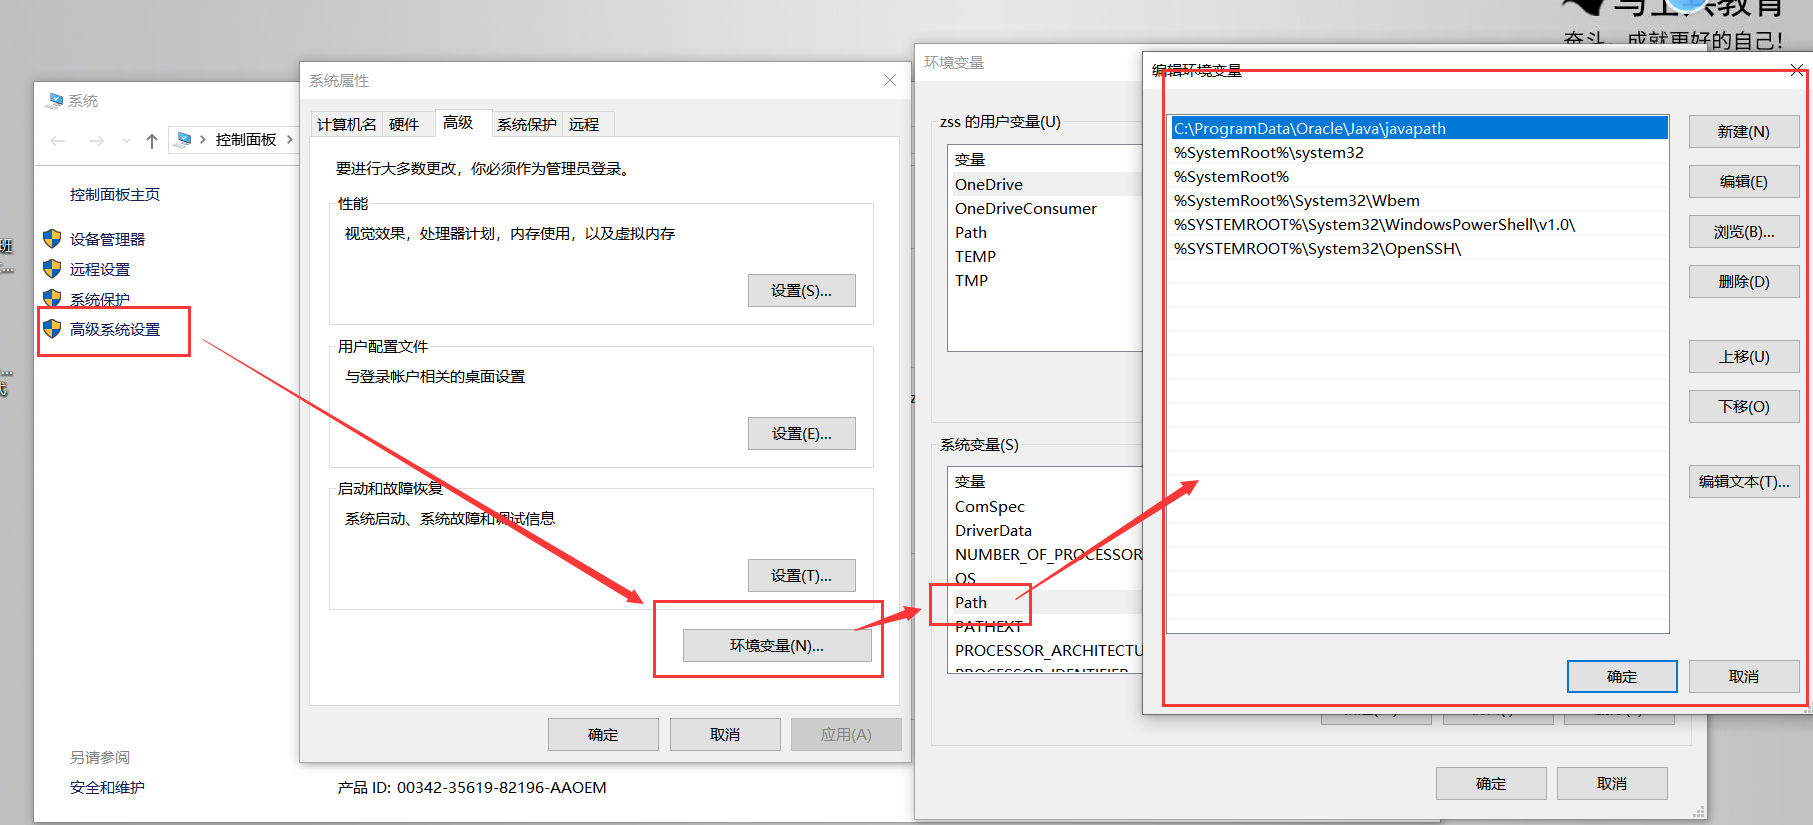 教育
奋斗、成就更好的自己!
系统
控制面板
控制面板主页
设备管理器
远程设置
系统保护
高级系统设置
另请参阅
安全和维护
产品 ID: 00342-35619-82196-AAOEM
系统属性
计算机名
硬件
高级
系统保护
远程
要进行大多数更改，你必须作为管理员登录。
性能
视觉效果，处理器计划，内存使用，以及虚拟内存
设置(S)...
用户配置文件
与登录帐户相关的桌面设置
设置(E)...
启动和故障恢复
系统启动、系统故障和调试信息
设置(T)...
环境变量(N)...
确定
取消
应用(A)
环境变量
zss 的用户变量(U)
变量
OneDrive
OneDriveConsumer
Path
TEMP
TMP
系统变量(S)
变量
ComSpec
DriverData
NUMBER_OF_PROCESSOR
OS
Path
PATHEXT
PROCESSOR_ARCHITECTU
PROCESSOR_IDENTIFIER
确定
取消
编辑环境变量
C:\ProgramData\Oracle\Java\javapath
%SystemRoot%\system32
%SystemRoot%
%SystemRoot%\System32\Wbem
%SYSTEMROOT%\System32\WindowsPowerShell\v1.0\
%SYSTEMROOT%\System32\OpenSSH\
新建(N)
编辑(E)
浏览(B)...
删除(D)
上移(U)
下移(O)
编辑文本(T)...
确定
取消